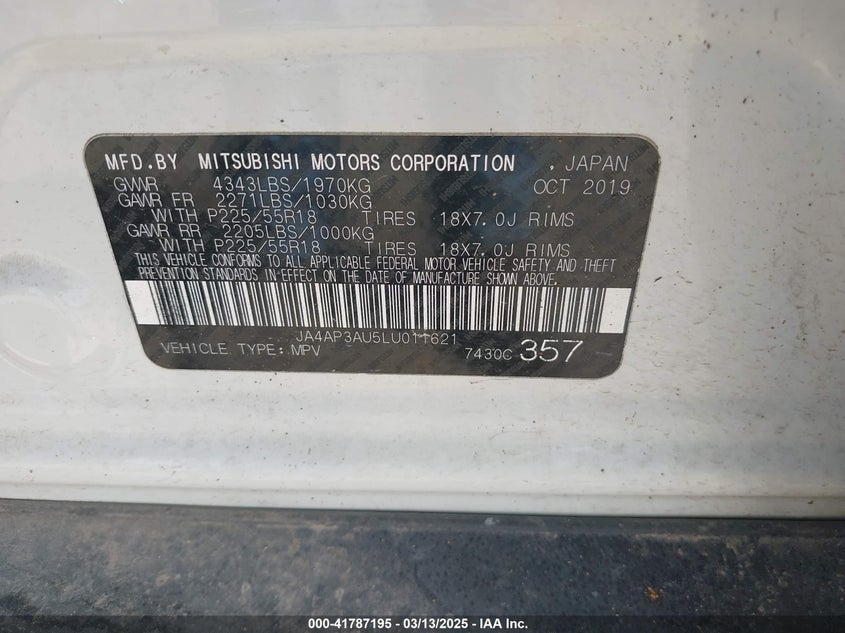 MFD.BY MITSUBISHI MOTORS CORPORATION , JAPAN
GVWR 4343LBS/1970KG OCT 2019
GAWR FR 2271LBS/1030KG
WITH P225/55R18 TIRES 18X7.0J RIMS
GAWR RR 2205LBS/1000KG
WITH P225/55R18 TIRES 18X7.0J RIMS
THIS VEHICLE CONFORMS TO ALL APPLICABLE FEDERAL MOTOR VEHICLE SAFETY AND THEFT
PREVENTION STANDARDS IN EFFECT ON THE DATE OF MANUFACTURE SHOWN ABOVE.
JA4AP3AU5LU011621
VEHICLE TYPE: MPV 7430C 357
000-41787195 - 03/13/2025 - IAA Inc.